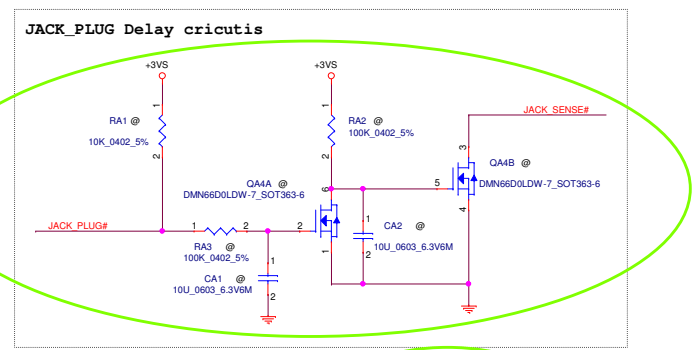 JACK_PLUG Delay cricutis
+3VS
+3VS
JACK_SENSE#
1
1
RA1 @
10K_0402_5%
RA2 @
100K_0402_5%
2
2
3
QA4B @
DMN66D0LDW-7_SOT363-6
5
4
QA4A @
DMN66D0LDW-7_SOT363-6
6
JACK_PLUG#
1
2
RA3 @
100K_0402_5%
2
1
1
CA2 @
10U_0603_6.3V6M
2
1
CA1 @
10U_0603_6.3V6M
2